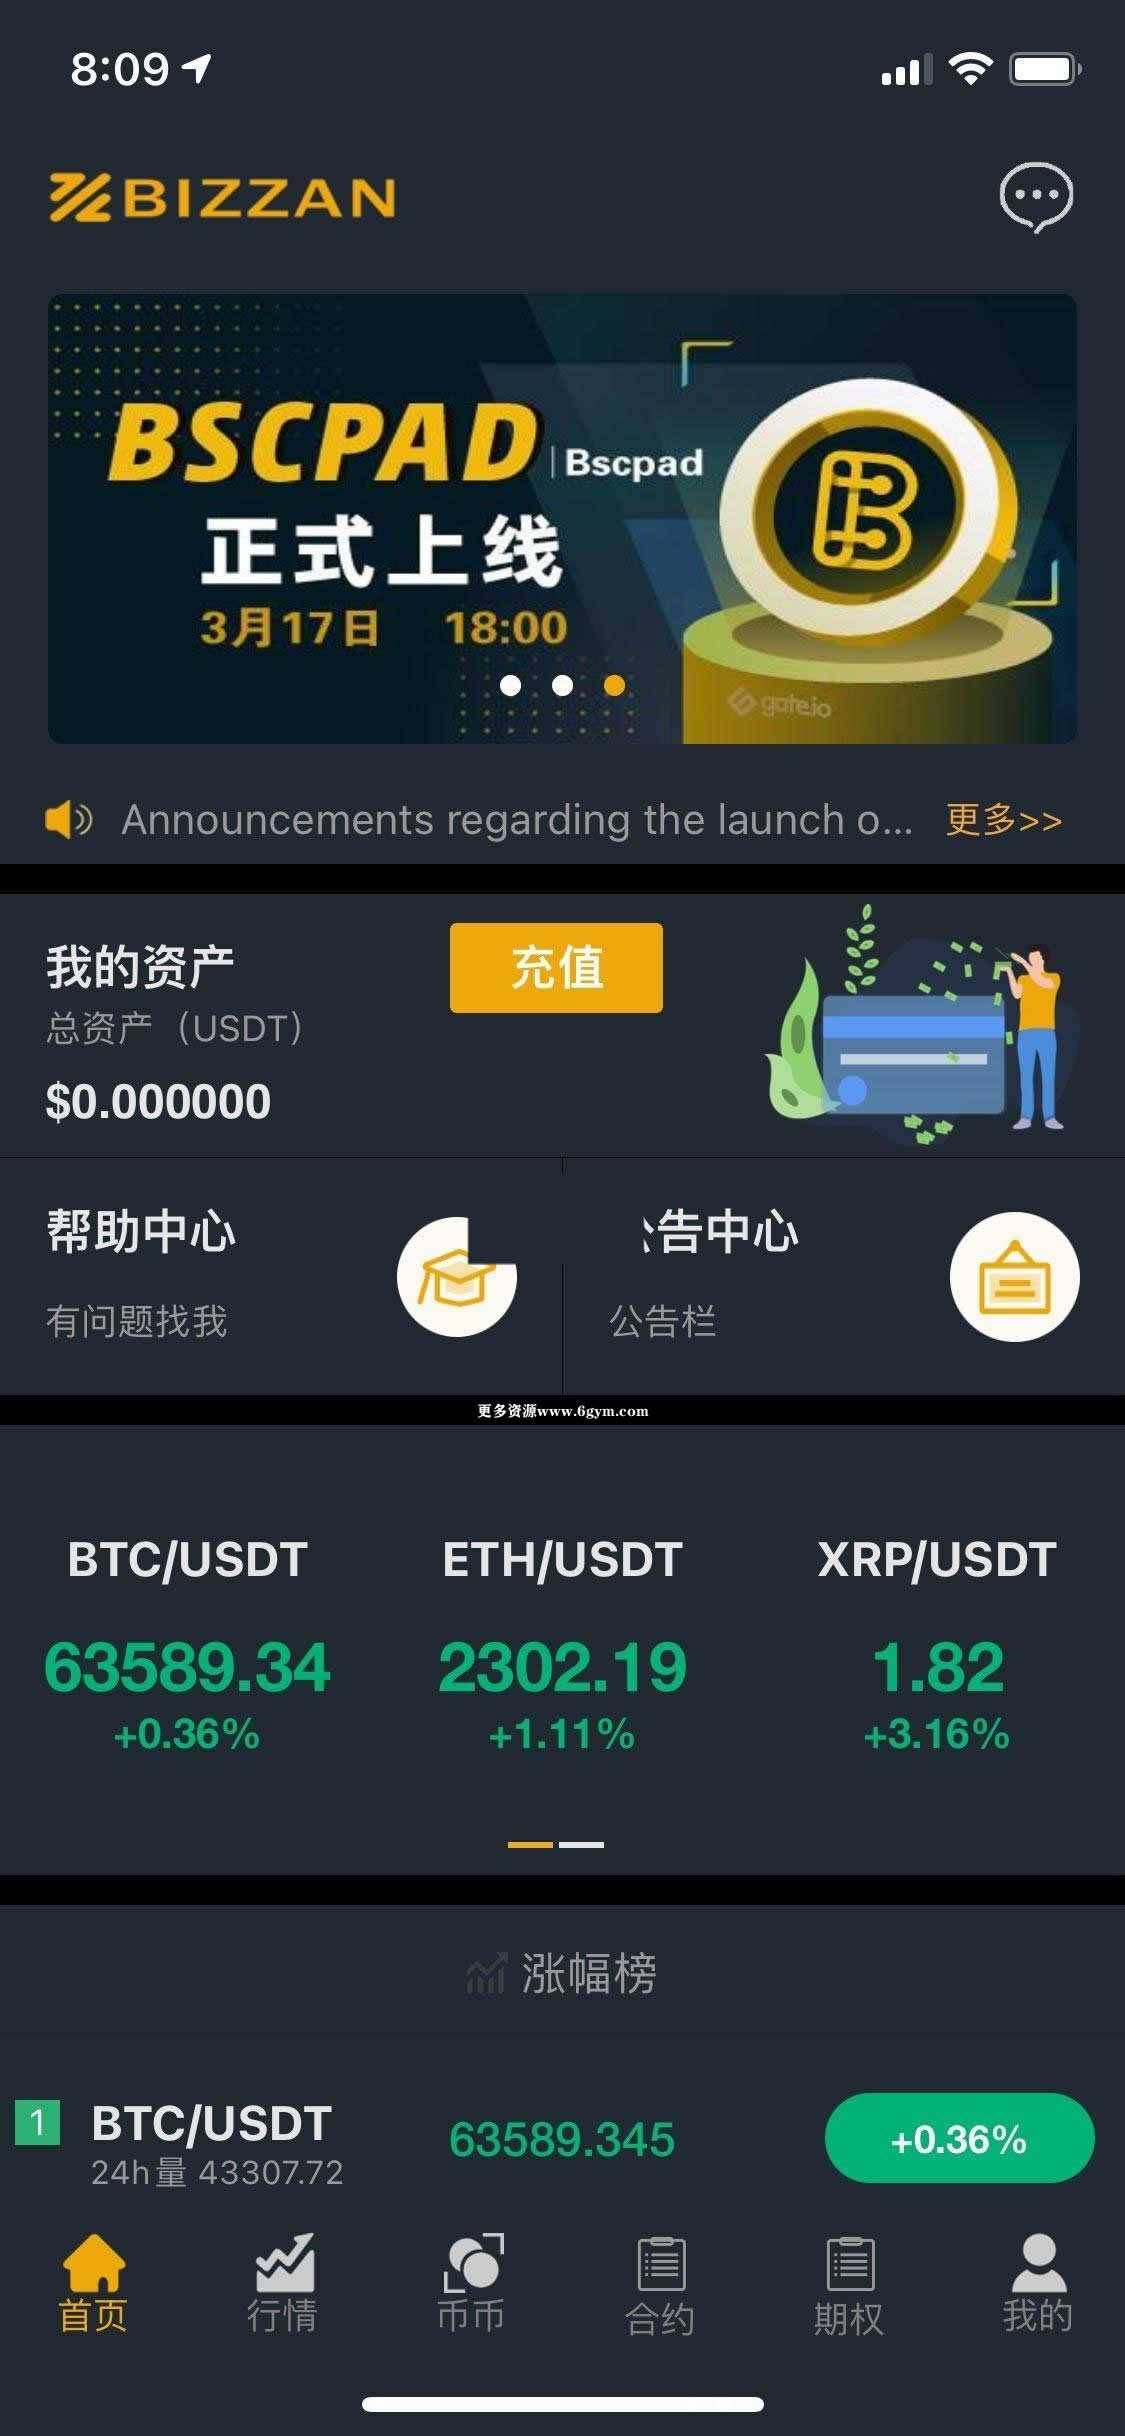 8:09
BIZZAN
BSCPAD | Bscpad
正式上线
3月17日 18:00
gate.io
Announcements regarding the launch o... 更多>>
我的资产
充值
总资产（USDT）
$0.000000
帮助中心
告中心
有问题找我
公告栏
更多资源www.6gym.com
BTC/USDT ETH/USDT XRP/USDT
63589.34 2302.19 1.82
+0.36% +1.11% +3.16%
涨幅榜
1 BTC/USDT 63589.345 +0.36%
24h量 43307.72
首页 行情 币币 合约 期权 我的